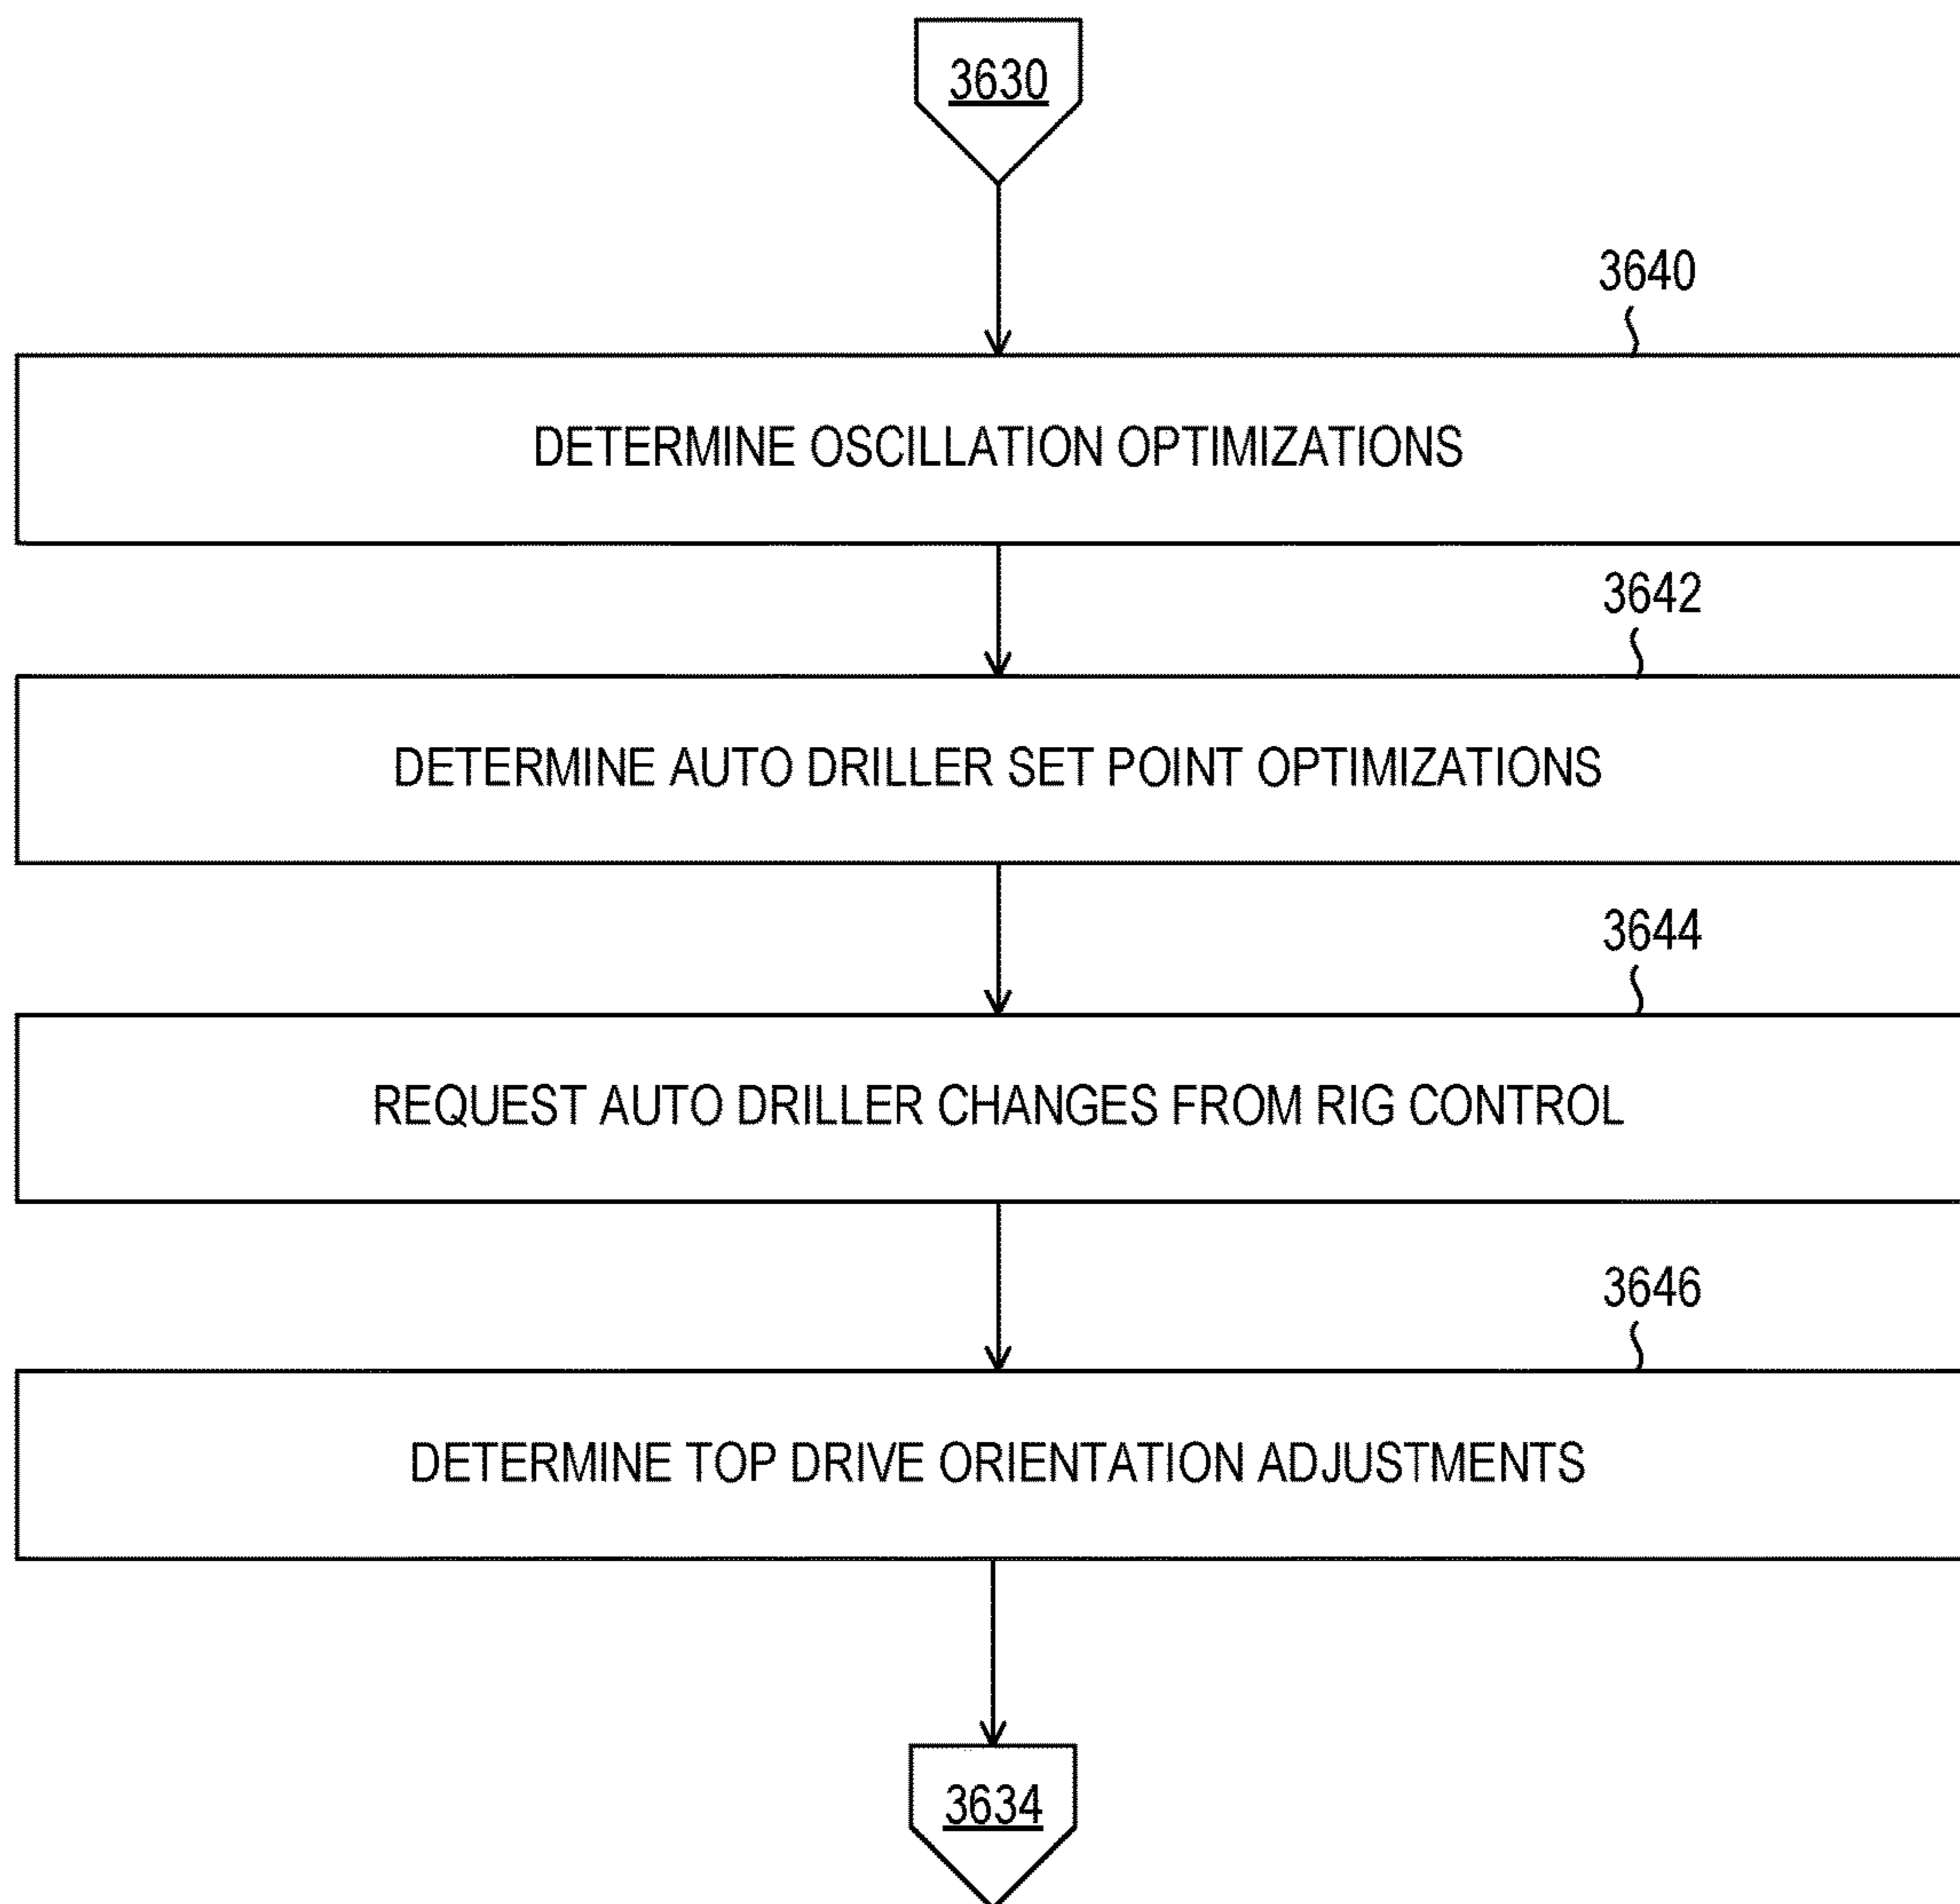 3630
3640
DETERMINE OSCILLATION OPTIMIZATIONS
3642
DETERMINE AUTO DRILLER SET POINT OPTIMIZATIONS
3644
REQUEST AUTO DRILLER CHANGES FROM RIG CONTROL
3646
DETERMINE TOP DRIVE ORIENTATION ADJUSTMENTS
3634